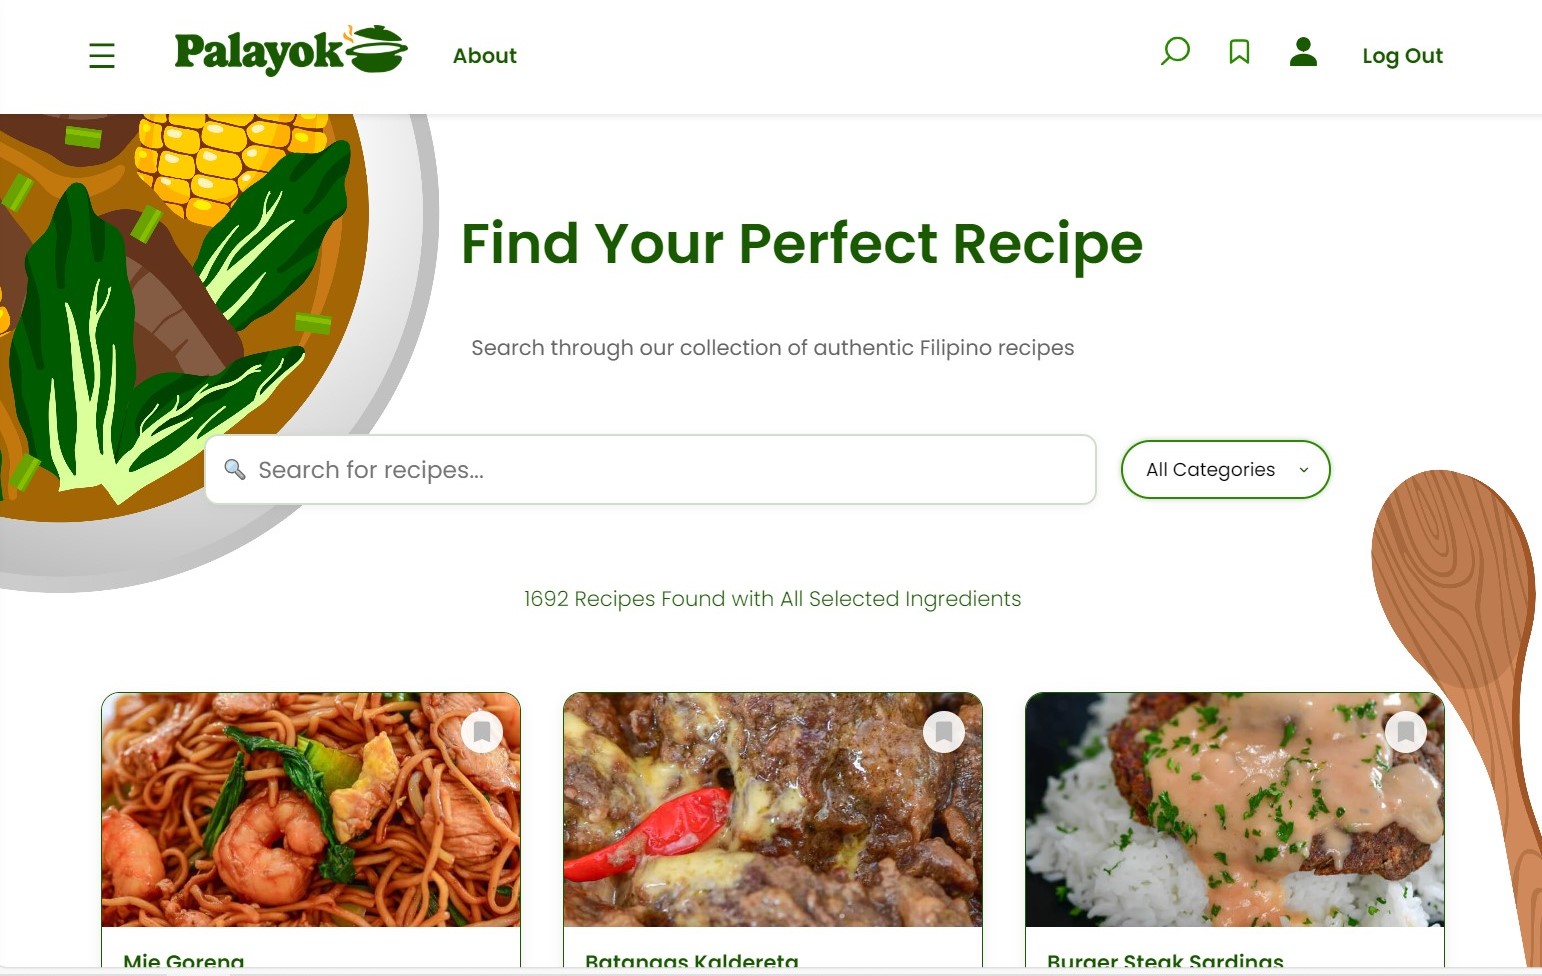 Palayok
About
Log Out
Find Your Perfect Recipe
Search through our collection of authentic Filipino recipes
Search for recipes...
All Categories
1692 Recipes Found with All Selected Ingredients
Mie Goreng
Batangas Kaldereta
Burger Steak Sardinas